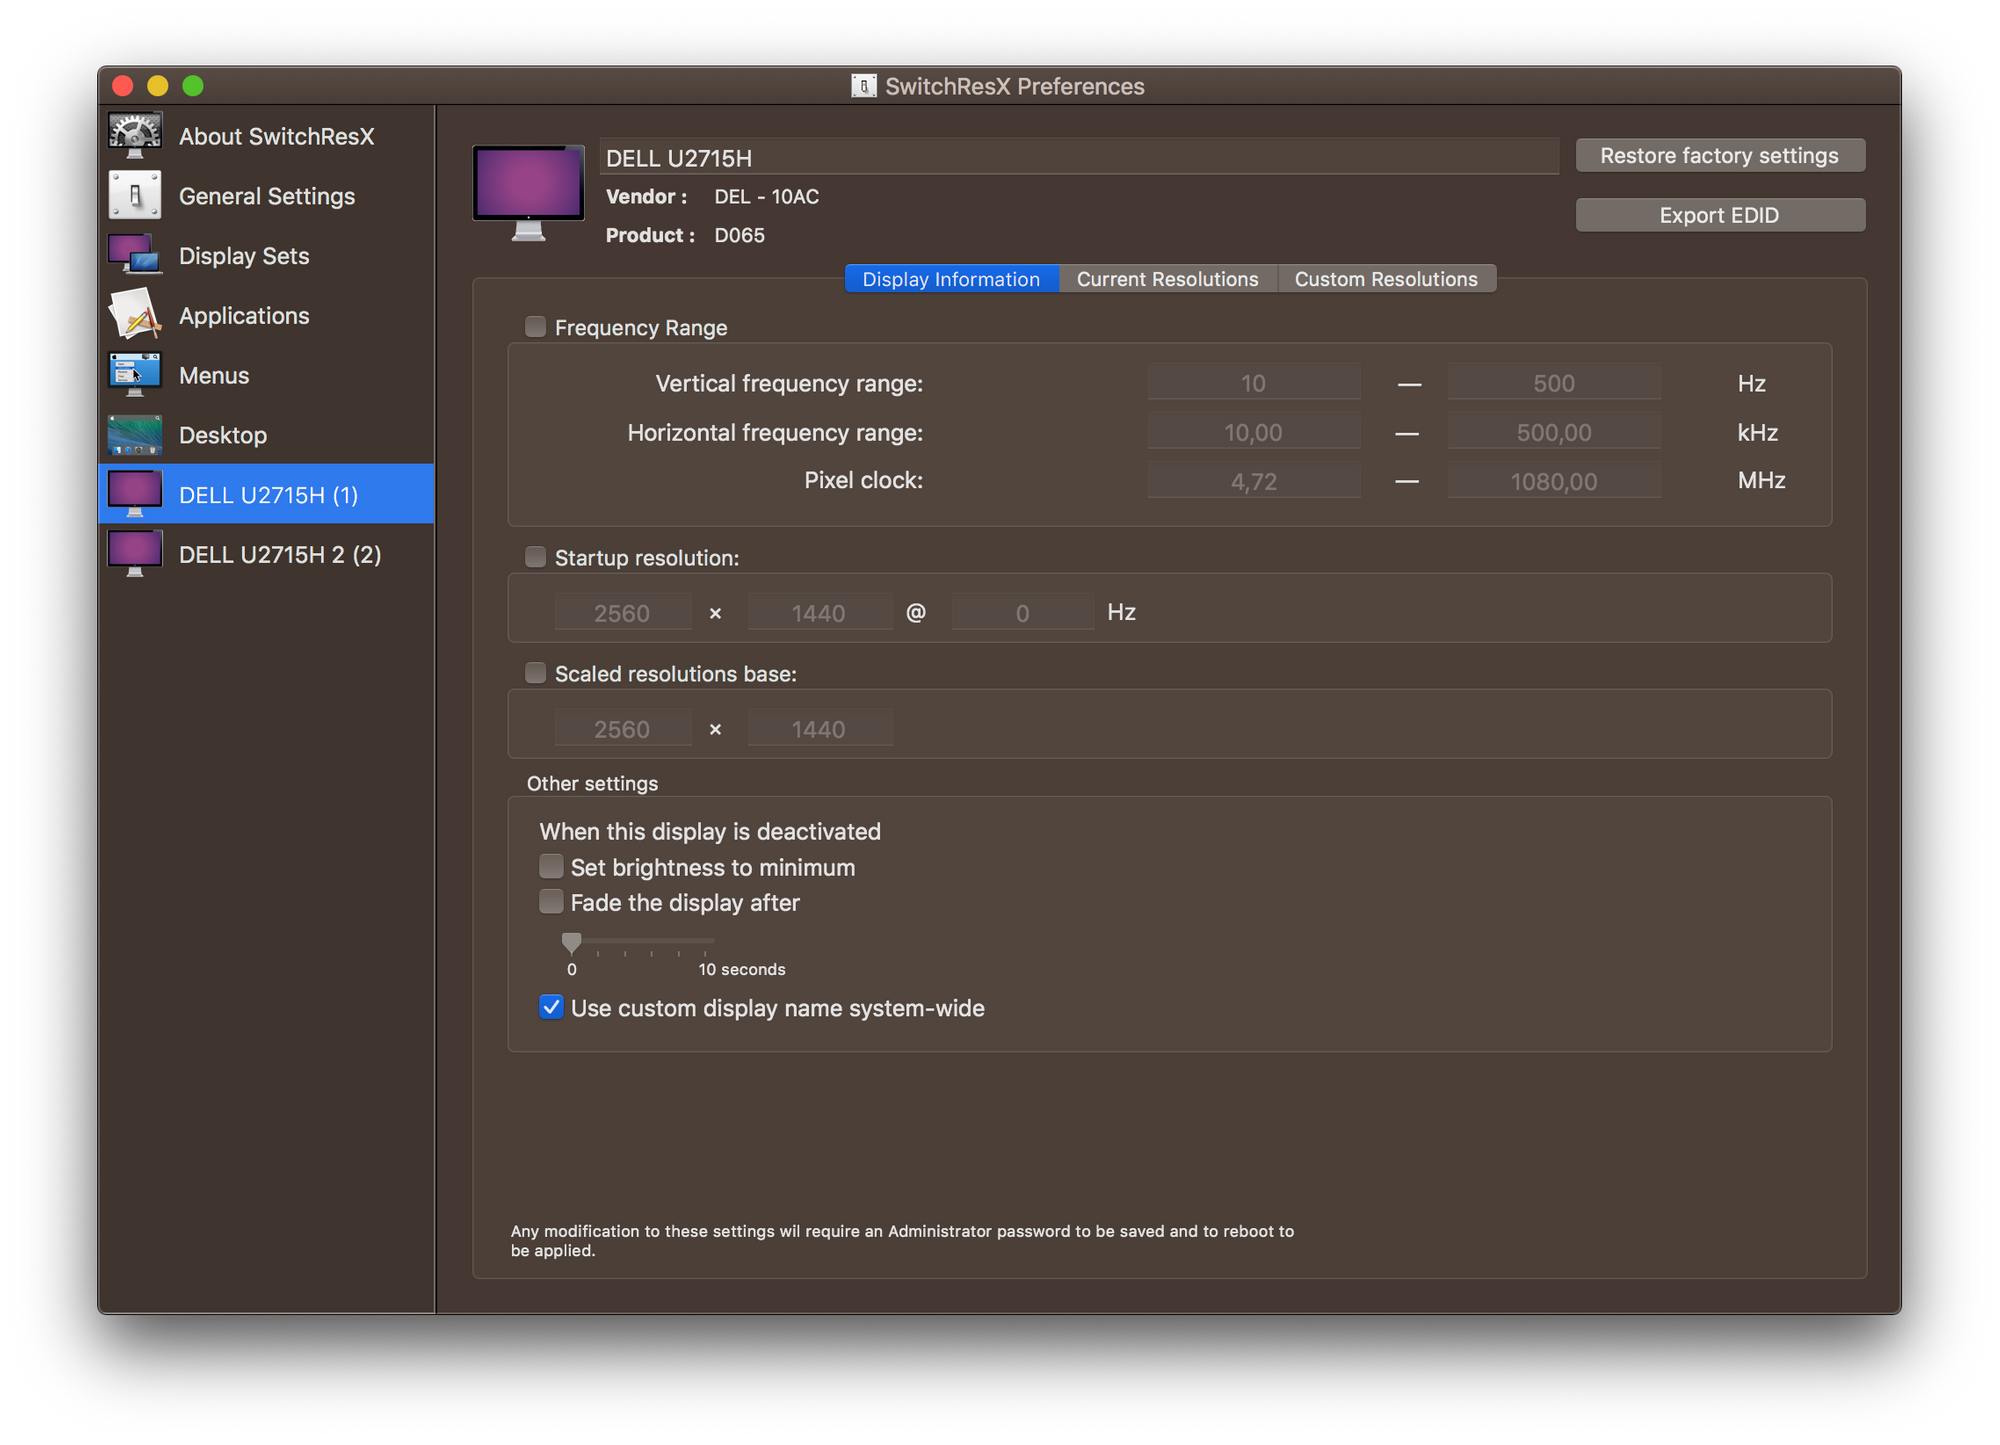 SwitchResX Preferences
About SwitchResX
General Settings
Display Sets
Applications
Menus
Desktop
DELL U2715H (1)
DELL U2715H 2 (2)
DELL U2715H
Vendor : DEL - 10AC
Product : D065
Restore factory settings
Export EDID
Display Information Current Resolutions Custom Resolutions
Frequency Range
Vertical frequency range: 10 — 500 Hz
Horizontal frequency range: 10,00 — 500,00 kHz
Pixel clock: 4,72 — 1080,00 MHz
Startup resolution:
2560 × 1440 @ 0 Hz
Scaled resolutions base:
2560 × 1440
Other settings
When this display is deactivated
Set brightness to minimum
Fade the display after
0 10 seconds
Use custom display name system-wide
Any modification to these settings wil require an Administrator password to be saved and to reboot to
be applied.